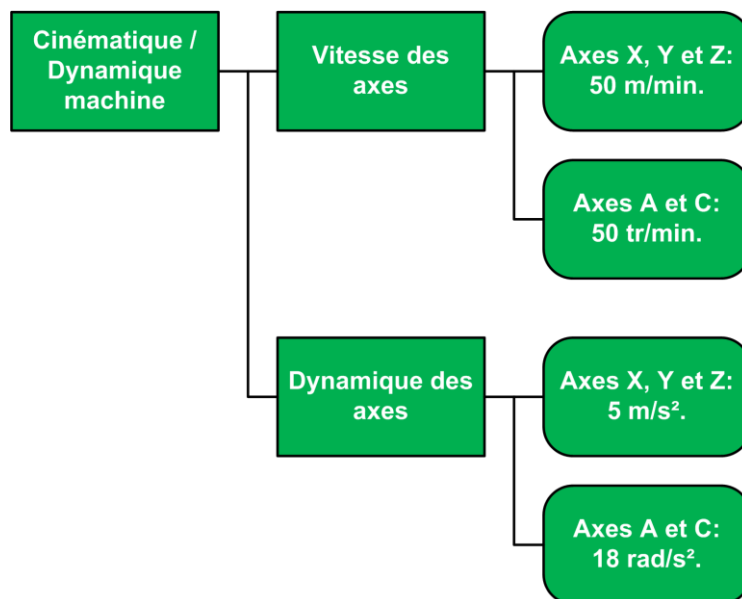 Cinématique /
Dynamique
machine
Vitesse des
axes
Axes X, Y et Z:
50 m/min.
Axes A et C:
50 tr/min.
Dynamique des
axes
Axes X, Y et Z:
5 m/s².
Axes A et C:
18 rad/s².